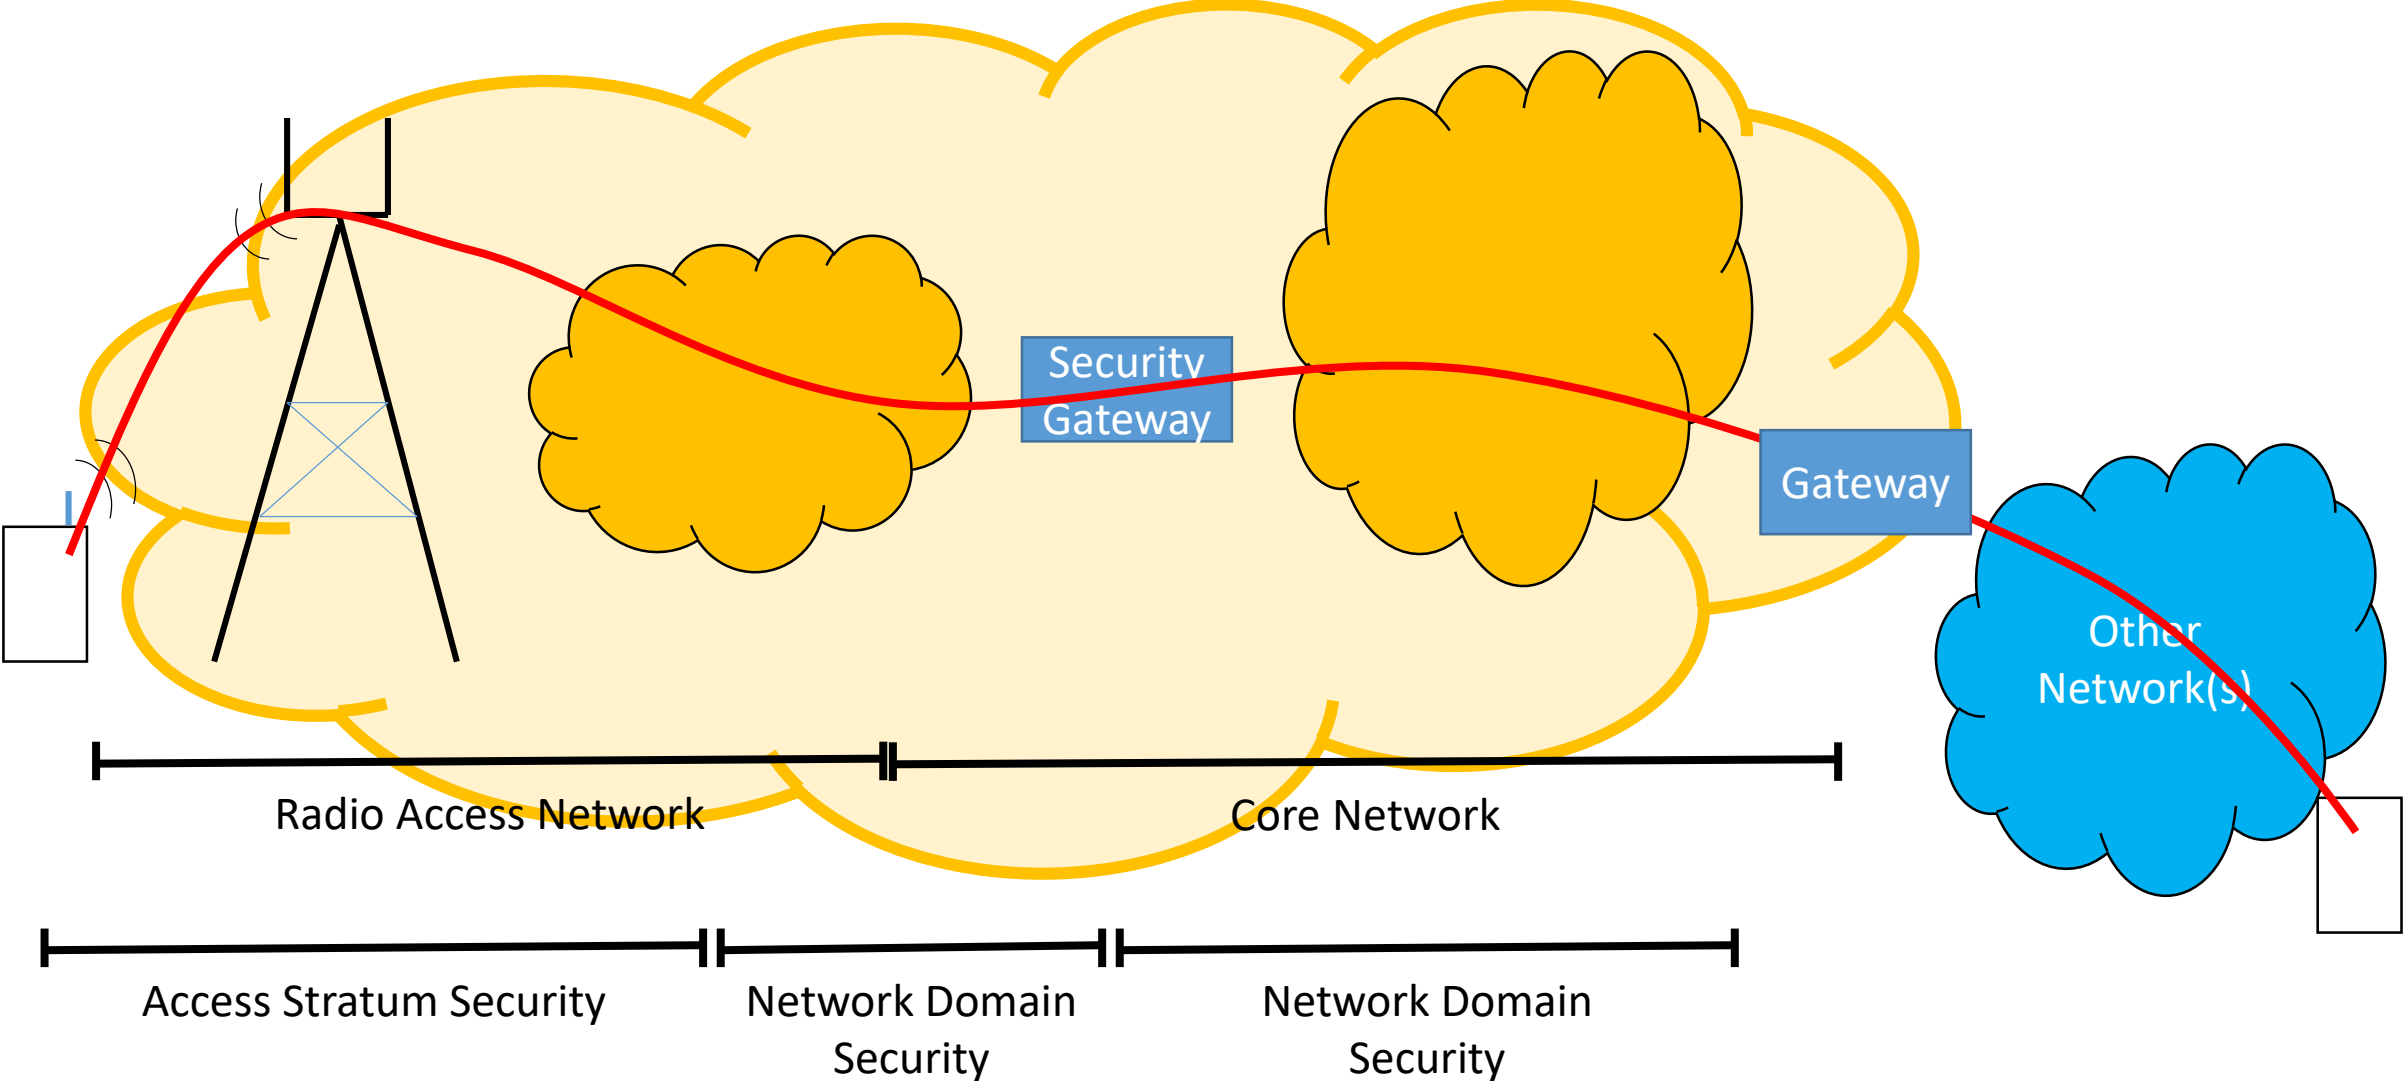 Security
Gateway
Gateway
Other
Network(s)
Radio Access Network
Core Network
Access Stratum Security
Network Domain
Security
Network Domain
Security